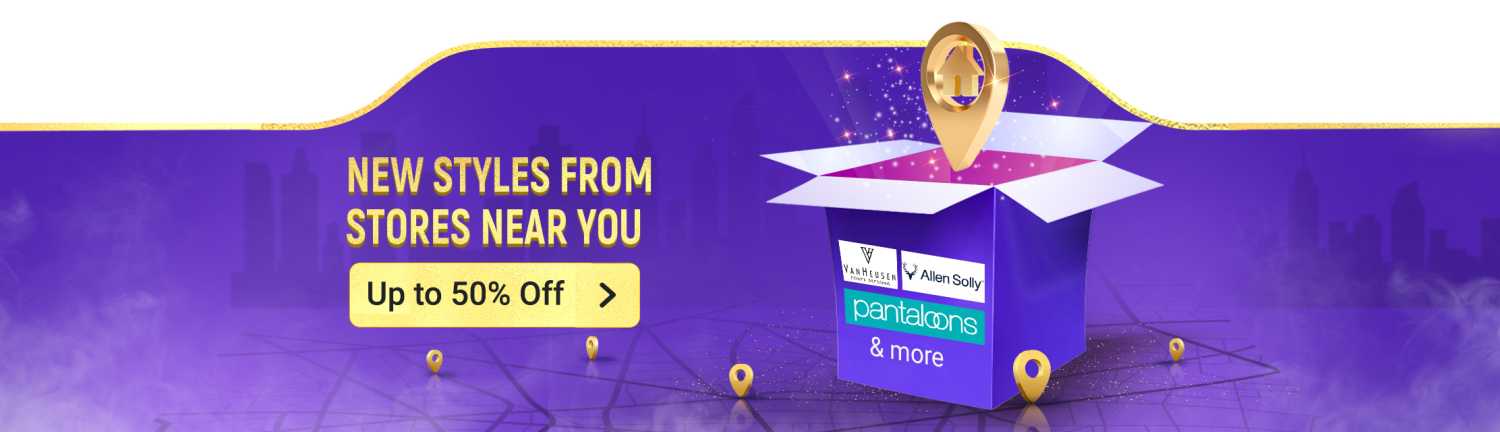 NEW STYLES FROM
STORES NEAR YOU
Up to 50% Off
VAN HEUSEN
Allen Solly
pantaloons
& more